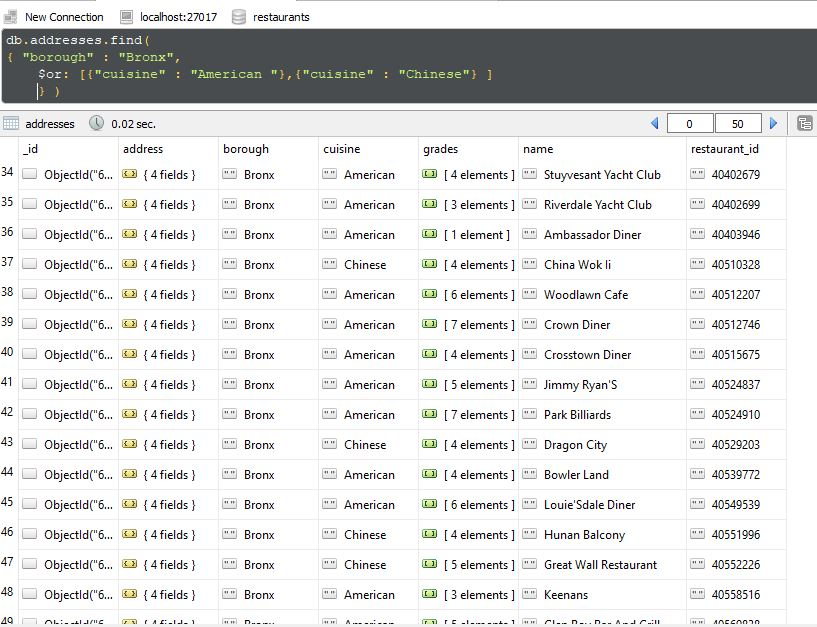 New Connection localhost:27017 restaurants
db.addresses.find(
{ "borough" : "Bronx",
$or: [{"cuisine" : "American "},{"cuisine" : "Chinese"} ]
} )
addresses 0.02 sec. 0 50
_id address borough cuisine grades name restaurant_id
34 ObjectId("6... { 4 fields } "" Bronx "" American [ 4 elements ] "" Stuyvesant Yacht Club "" 40402679
35 ObjectId("6... { 4 fields } "" Bronx "" American [ 3 elements ] "" Riverdale Yacht Club "" 40402699
36 ObjectId("6... { 4 fields } "" Bronx "" American [ 1 element ] "" Ambassador Diner "" 40403946
37 ObjectId("6... { 4 fields } "" Bronx "" Chinese [ 4 elements ] "" China Wok Ii "" 40510328
38 ObjectId("6... { 4 fields } "" Bronx "" American [ 6 elements ] "" Woodlawn Cafe "" 40512207
39 ObjectId("6... { 4 fields } "" Bronx "" American [ 7 elements ] "" Crown Diner "" 40512746
40 ObjectId("6... { 4 fields } "" Bronx "" American [ 4 elements ] "" Crosstown Diner "" 40515675
41 ObjectId("6... { 4 fields } "" Bronx "" American [ 5 elements ] "" Jimmy Ryan'S "" 40524837
42 ObjectId("6... { 4 fields } "" Bronx "" American [ 7 elements ] "" Park Billiards "" 40524910
43 ObjectId("6... { 4 fields } "" Bronx "" Chinese [ 4 elements ] "" Dragon City "" 40529203
44 ObjectId("6... { 4 fields } "" Bronx "" American [ 4 elements ] "" Bowler Land "" 40539772
45 ObjectId("6... { 4 fields } "" Bronx "" American [ 6 elements ] "" Louie'Sdale Diner "" 40549539
46 ObjectId("6... { 4 fields } "" Bronx "" Chinese [ 4 elements ] "" Hunan Balcony "" 40551996
47 ObjectId("6... { 4 fields } "" Bronx "" Chinese [ 5 elements ] "" Great Wall Restaurant "" 40552226
48 ObjectId("6... { 4 fields } "" Bronx "" American [ 3 elements ] "" Keenans "" 40558516
49 ObjectId("6... { 4 fields } Bronx American